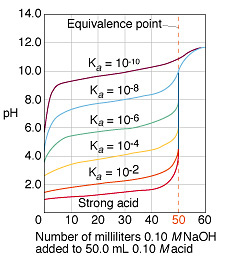 14.0
Equivalence point
12.0
Kₐ = 10⁻¹⁰
10.0
Kₐ = 10⁻⁸
8.0
pH
Kₐ = 10⁻⁶
6.0
Kₐ = 10⁻⁴
4.0
Kₐ = 10⁻²
2.0
Strong acid
10 20 30 40 50 60
Number of milliliters 0.10 M NaOH
added to 50.0 mL 0.10 M acid